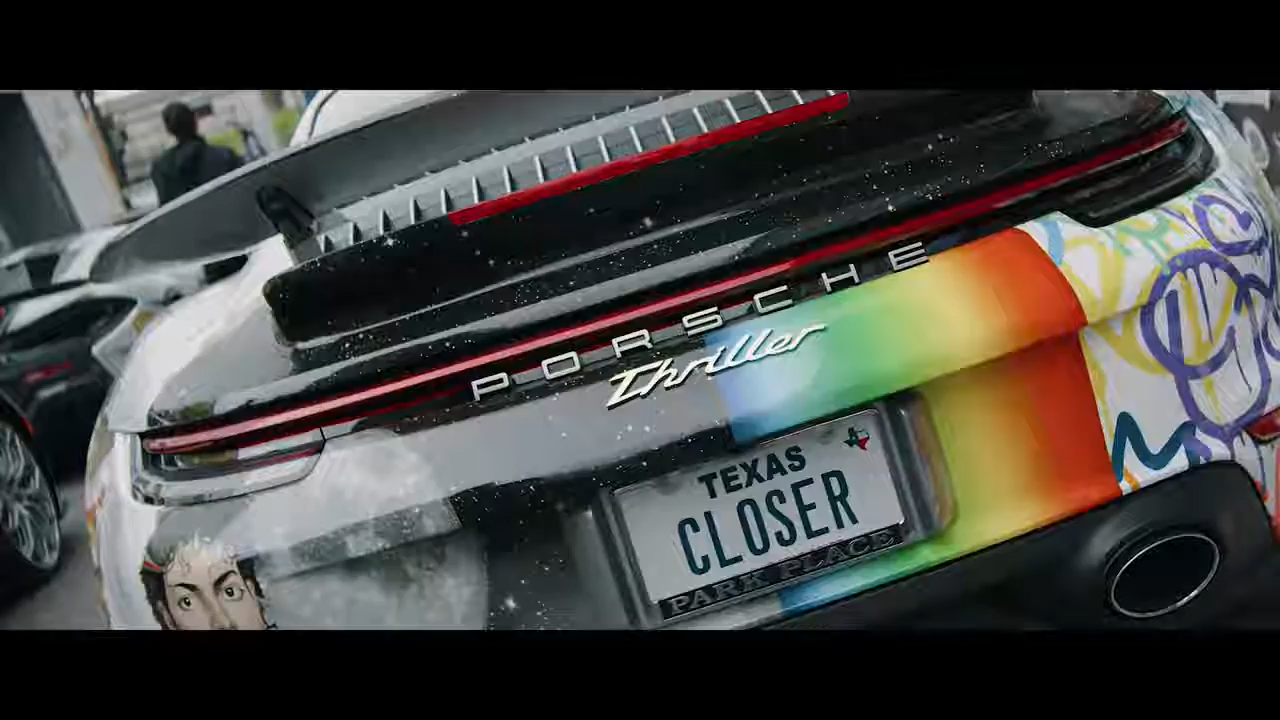 PORSCHE
Thriller
TEXAS
CLOSER
PARK PLACE